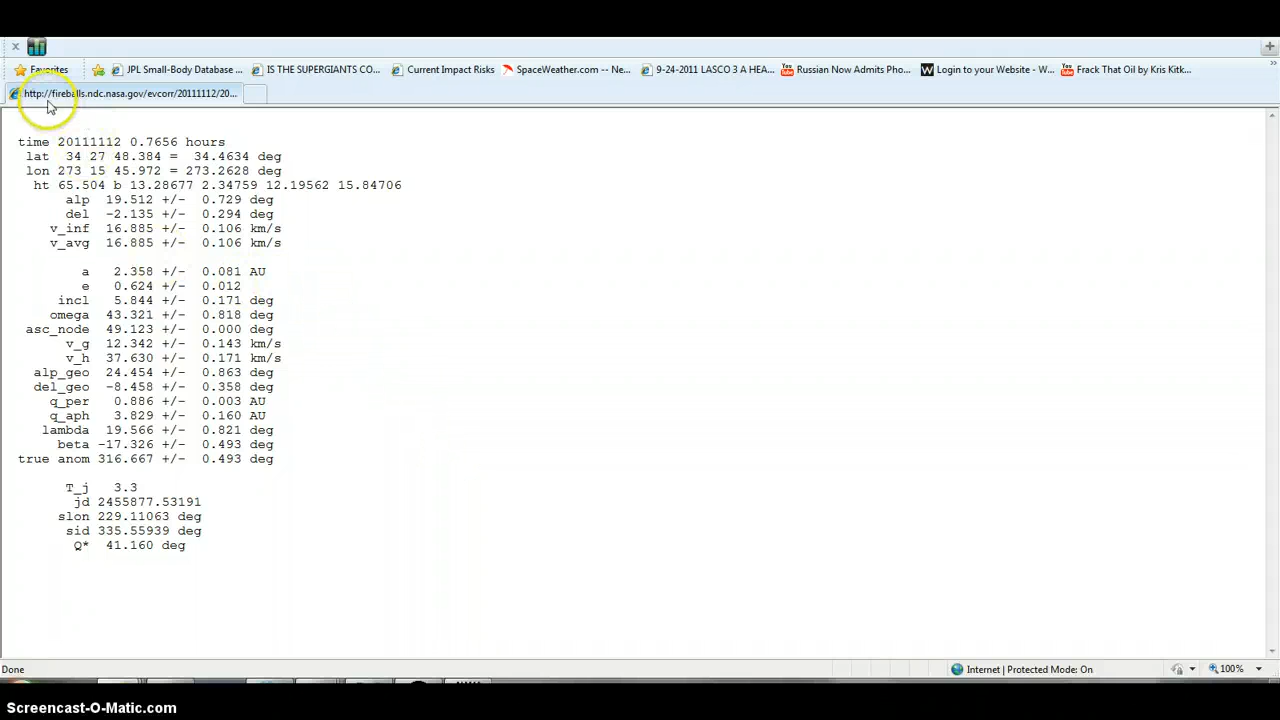 Favorites JPL Small-Body Database ... IS THE SUPERGIANTS CO... Current Impact Risks SpaceWeather.com -- Ne... 9-24-2011 LASCO 3 A HEA... Russian Now Admits Pho... Login to your Website - W... Frack That Oil by Kris Kitk...
http://fireballs.ndc.nasa.gov/evcorr/20111112/20...
time 20111112 0.7656 hours
lat 34 27 48.384 = 34.4634 deg
lon 273 15 45.972 = 273.2628 deg
ht 65.504 b 13.28677 2.34759 12.19562 15.84706
alp 19.512 +/- 0.729 deg
del -2.135 +/- 0.294 deg
v_inf 16.885 +/- 0.106 km/s
v_avg 16.885 +/- 0.106 km/s
a 2.358 +/- 0.081 AU
e 0.624 +/- 0.012
incl 5.844 +/- 0.171 deg
omega 43.321 +/- 0.818 deg
asc_node 49.123 +/- 0.000 deg
v_g 12.342 +/- 0.143 km/s
v_h 37.630 +/- 0.171 km/s
alp_geo 24.454 +/- 0.863 deg
del_geo -8.458 +/- 0.358 deg
q_per 0.886 +/- 0.003 AU
q_aph 3.829 +/- 0.160 AU
lambda 19.566 +/- 0.821 deg
beta -17.326 +/- 0.493 deg
true anom 316.667 +/- 0.493 deg
T_j 3.3
jd 2455877.53191
slon 229.11063 deg
sid 335.55939 deg
Q* 41.160 deg
Done Internet | Protected Mode: On 100%
Screencast-O-Matic.com